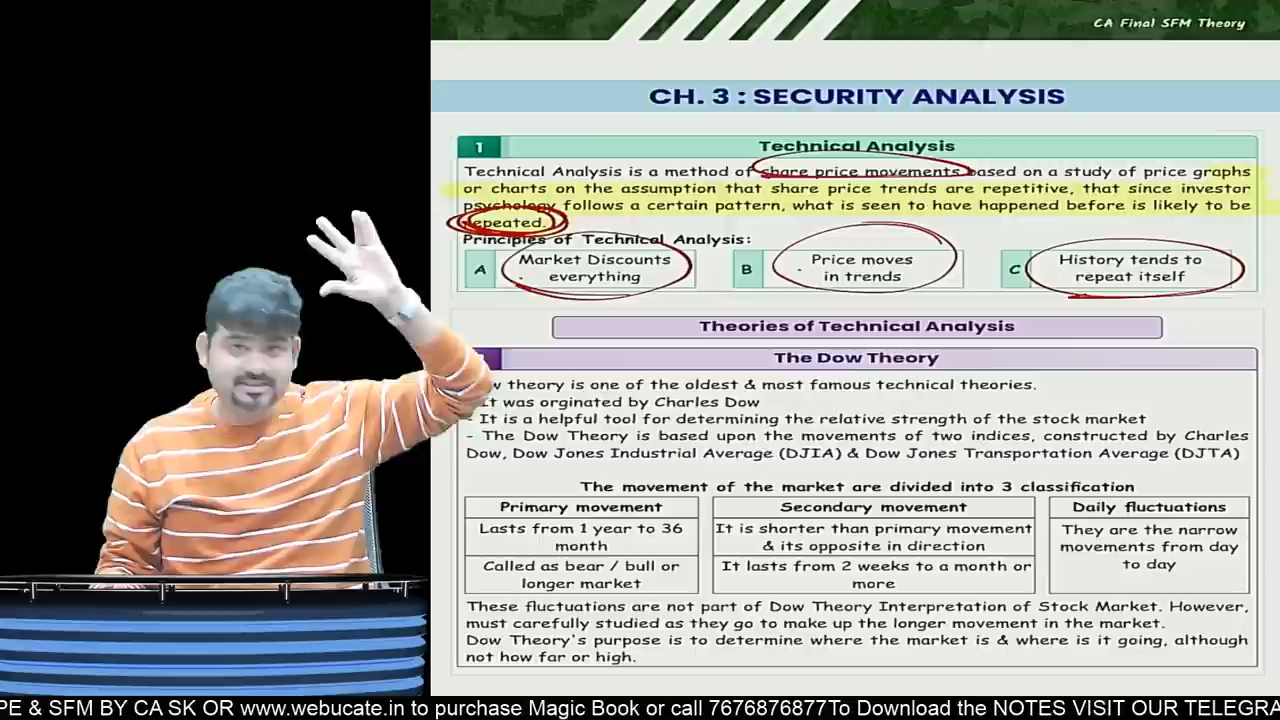 CA Final SFM Theory
CH. 3 : SECURITY ANALYSIS
1 Technical Analysis
Technical Analysis is a method of share price movements based on a study of price graphs
or charts on the assumption that share price trends are repetitive, that since investor
psychology follows a certain pattern, what is seen to have happened before is likely to be
repeated.
Principles of Technical Analysis:
A Market Discounts everything
B Price moves in trends
C History tends to repeat itself
Theories of Technical Analysis
The Dow Theory
w theory is one of the oldest & most famous technical theories.
It was orginated by Charles Dow
- It is a helpful tool for determining the relative strength of the stock market
- The Dow Theory is based upon the movements of two indices, constructed by Charles
Dow, Dow Jones Industrial Average (DJIA) & Dow Jones Transportation Average (DJTA)
The movement of the market are divided into 3 classification
Primary movement
Lasts from 1 year to 36
month
Called as bear / bull or
longer market
Secondary movement
It is shorter than primary movement
& its opposite in direction
It lasts from 2 weeks to a month or
more
Daily fluctuations
They are the narrow
movements from day
to day
These fluctuations are not part of Dow Theory Interpretation of Stock Market. However,
must carefully studied as they go to make up the longer movement in the market.
Dow Theory's purpose is to determine where the market is & where is it going, although
not how far or high.
PE & SFM BY CA SK OR www.webucate.in to purchase Magic Book or call 7676876877To Download the NOTES VISIT OUR TELEGRA